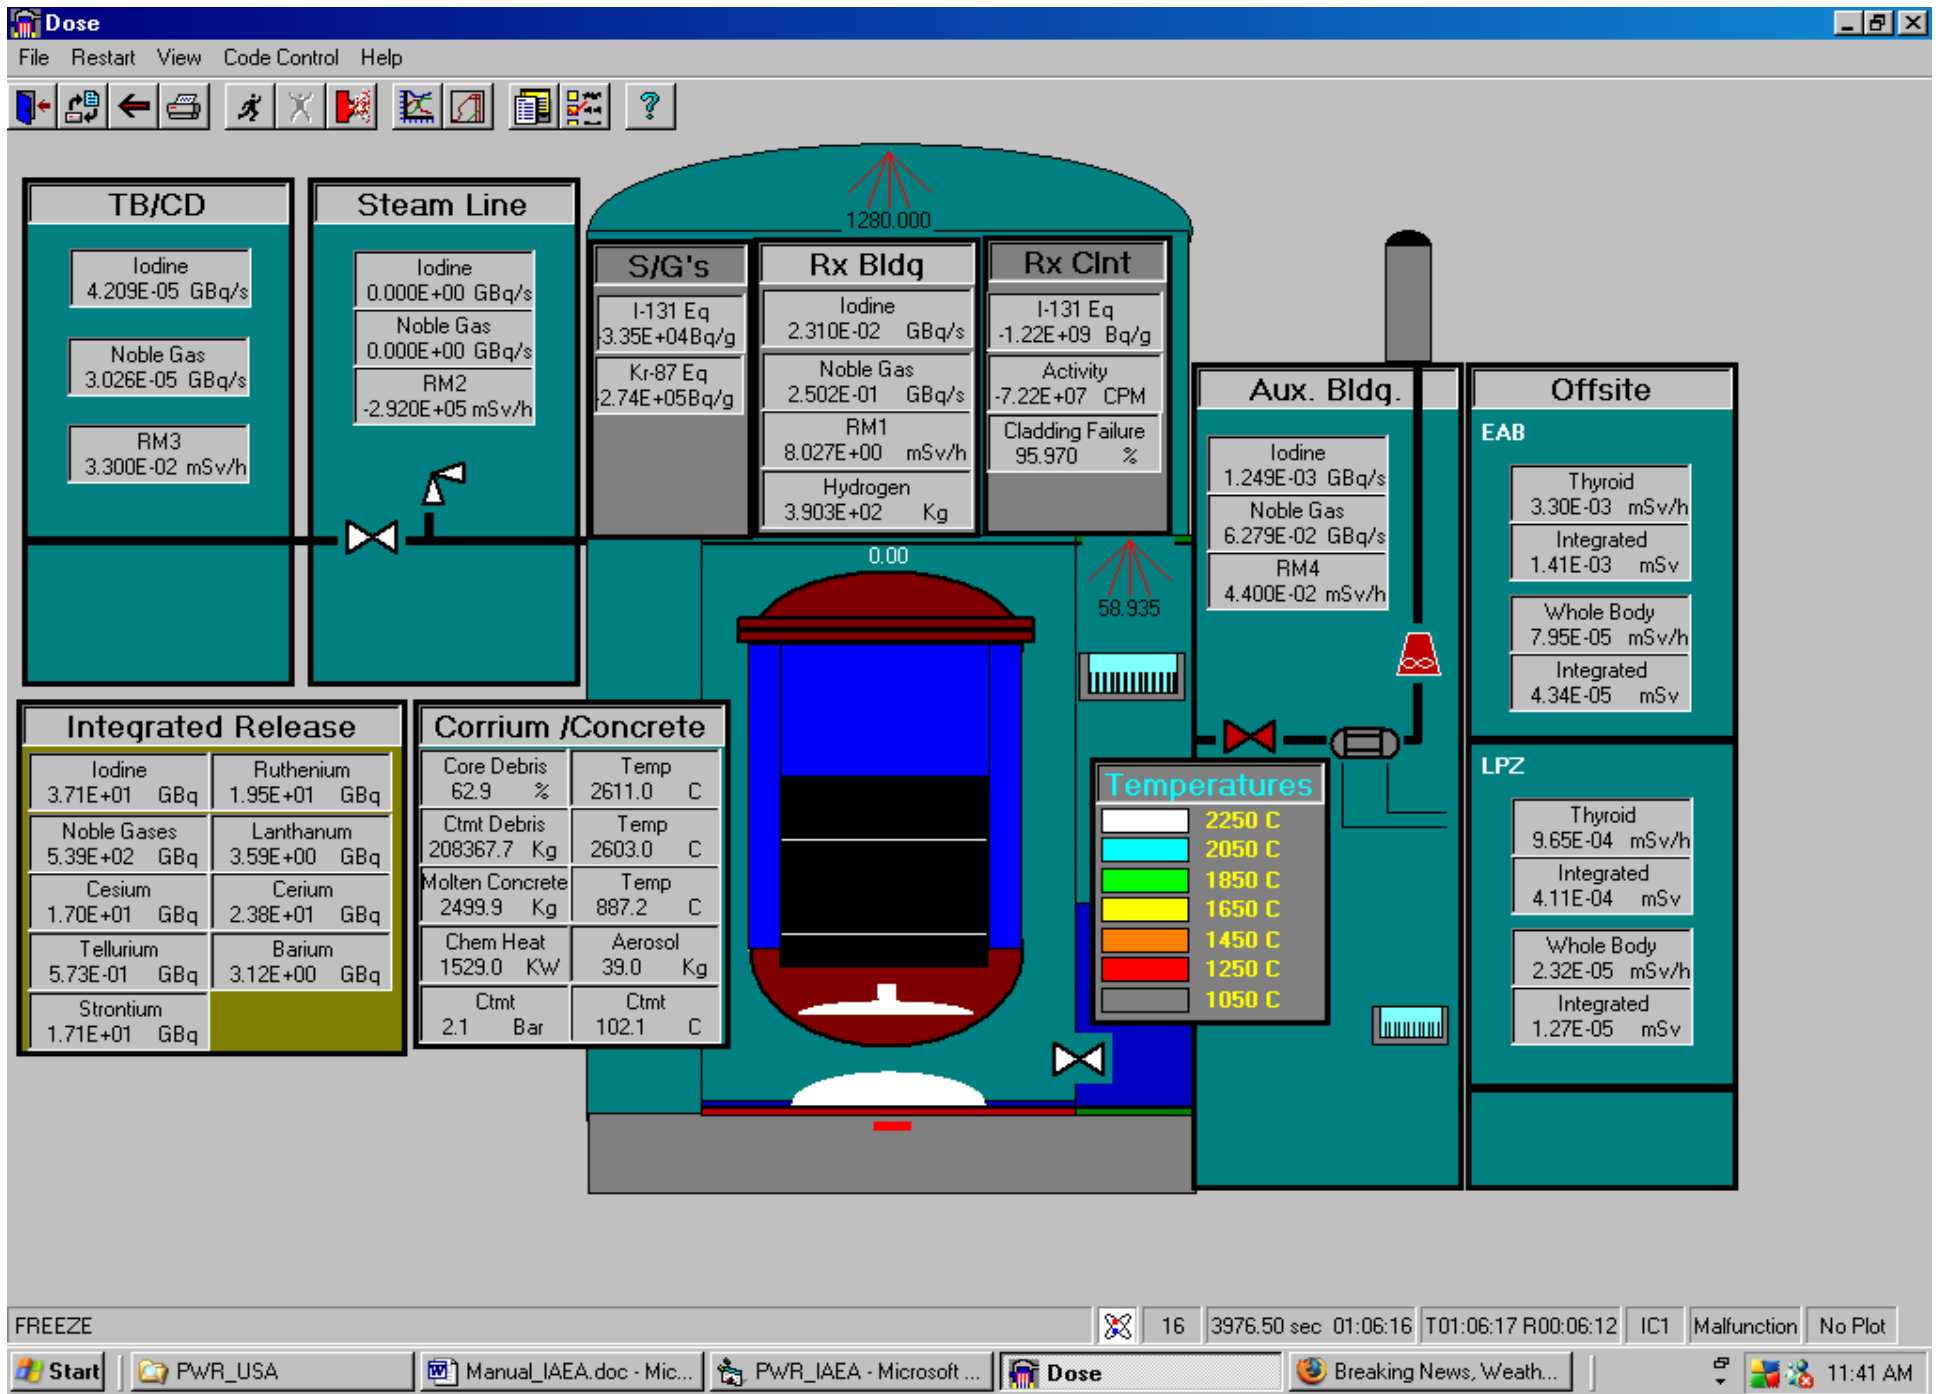 Dose
File Restart View Code Control Help
TB/CD
Iodine
4.209E-05 GBq/s
Noble Gas
3.026E-05 GBq/s
RM3
3.300E-02 mSv/h
Steam Line
Iodine
0.000E+00 GBq/s
Noble Gas
0.000E+00 GBq/s
RM2
-2.920E+05 mSv/h
1280.000
S/G's
I-131 Eq
-3.35E+04Bq/g
Kr-87 Eq
-2.74E+05Bq/g
Rx Bldg
Iodine
2.310E-02 GBq/s
Noble Gas
2.502E-01 GBq/s
RM1
8.027E+00 mSv/h
Hydrogen
3.903E+02 Kg
Rx Clnt
I-131 Eq
-1.22E+09 Bq/g
Activity
-7.22E+07 CPM
Cladding Failure
95.970 %
0.00
58.935
Aux. Bldg.
Iodine
1.249E-03 GBq/s
Noble Gas
6.279E-02 GBq/s
RM4
4.400E-02 mSv/h
Offsite
EAB
Thyroid
3.30E-03 mSv/h
Integrated
1.41E-03 mSv
Whole Body
7.95E-05 mSv/h
Integrated
4.34E-05 mSv
LPZ
Thyroid
9.65E-04 mSv/h
Integrated
4.11E-04 mSv
Whole Body
2.32E-05 mSv/h
Integrated
1.27E-05 mSv
Integrated Release
Iodine
3.71E+01 GBq
Ruthenium
1.95E+01 GBq
Noble Gases
5.39E+02 GBq
Lanthanum
3.59E+00 GBq
Cesium
1.70E+01 GBq
Cerium
2.38E+01 GBq
Tellurium
5.73E-01 GBq
Barium
3.12E+00 GBq
Strontium
1.71E+01 GBq
Corrium /Concrete
Core Debris
62.9 %
Temp
2611.0 C
Ctmt Debris
208367.7 Kg
Temp
2603.0 C
Molten Concrete
2499.9 Kg
Temp
887.2 C
Chem Heat
1529.0 KW
Aerosol
39.0 Kg
Ctmt
2.1 Bar
Ctmt
102.1 C
Temperatures
2250 C
2050 C
1850 C
1650 C
1450 C
1250 C
1050 C
FREEZE
16
3976.50 sec 01:06:16
T01:06:17 R00:06:12
IC1
Malfunction
No Plot
Start
PWR_USA
Manual_IAEA.doc - Mic...
PWR_IAEA - Microsoft ...
Dose
Breaking News, Weath...
11:41 AM